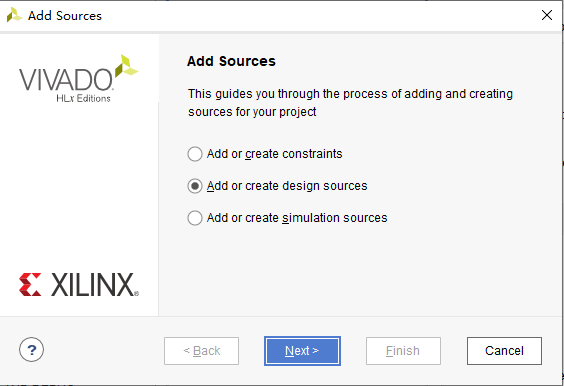 Add Sources
VIVADO
HLx Editions
Add Sources
This guides you through the process of adding and creating
sources for your project
Add or create constraints
Add or create design sources
Add or create simulation sources
XILINX
?
< Back
Next >
Finish
Cancel